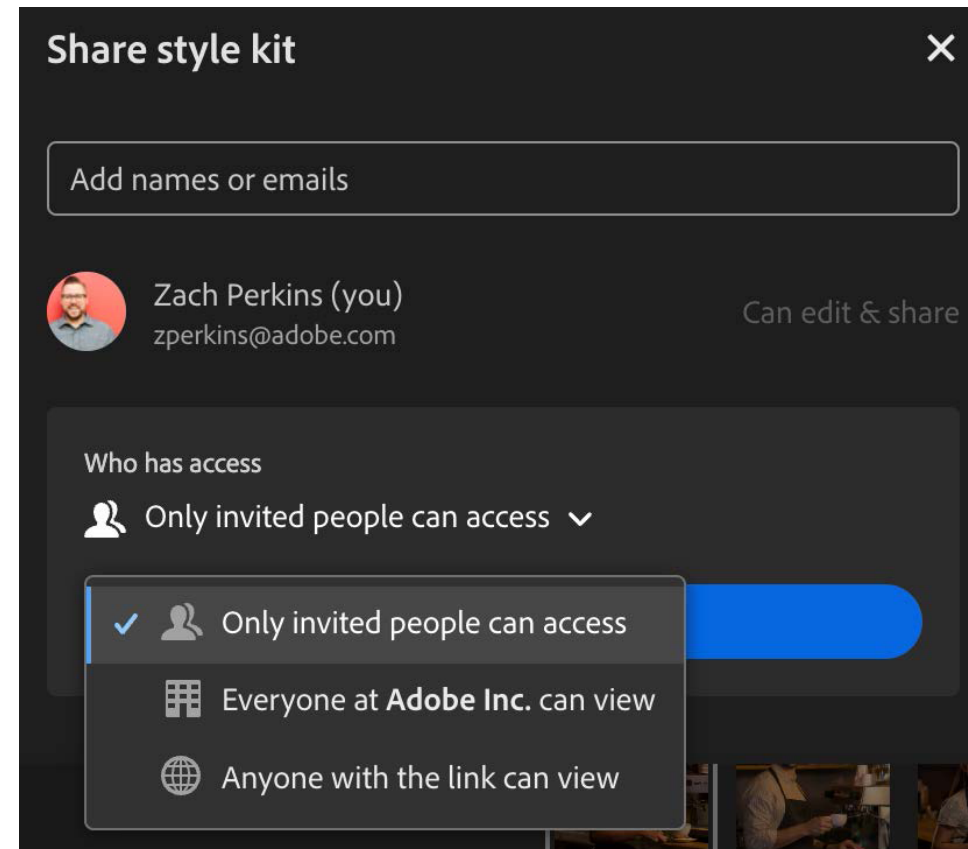 Share style kit
Add names or emails
Zach Perkins (you)
zperkins@adobe.com
Can edit & share
Who has access
Only invited people can access
Only invited people can access
Everyone at Adobe Inc. can view
Anyone with the link can view